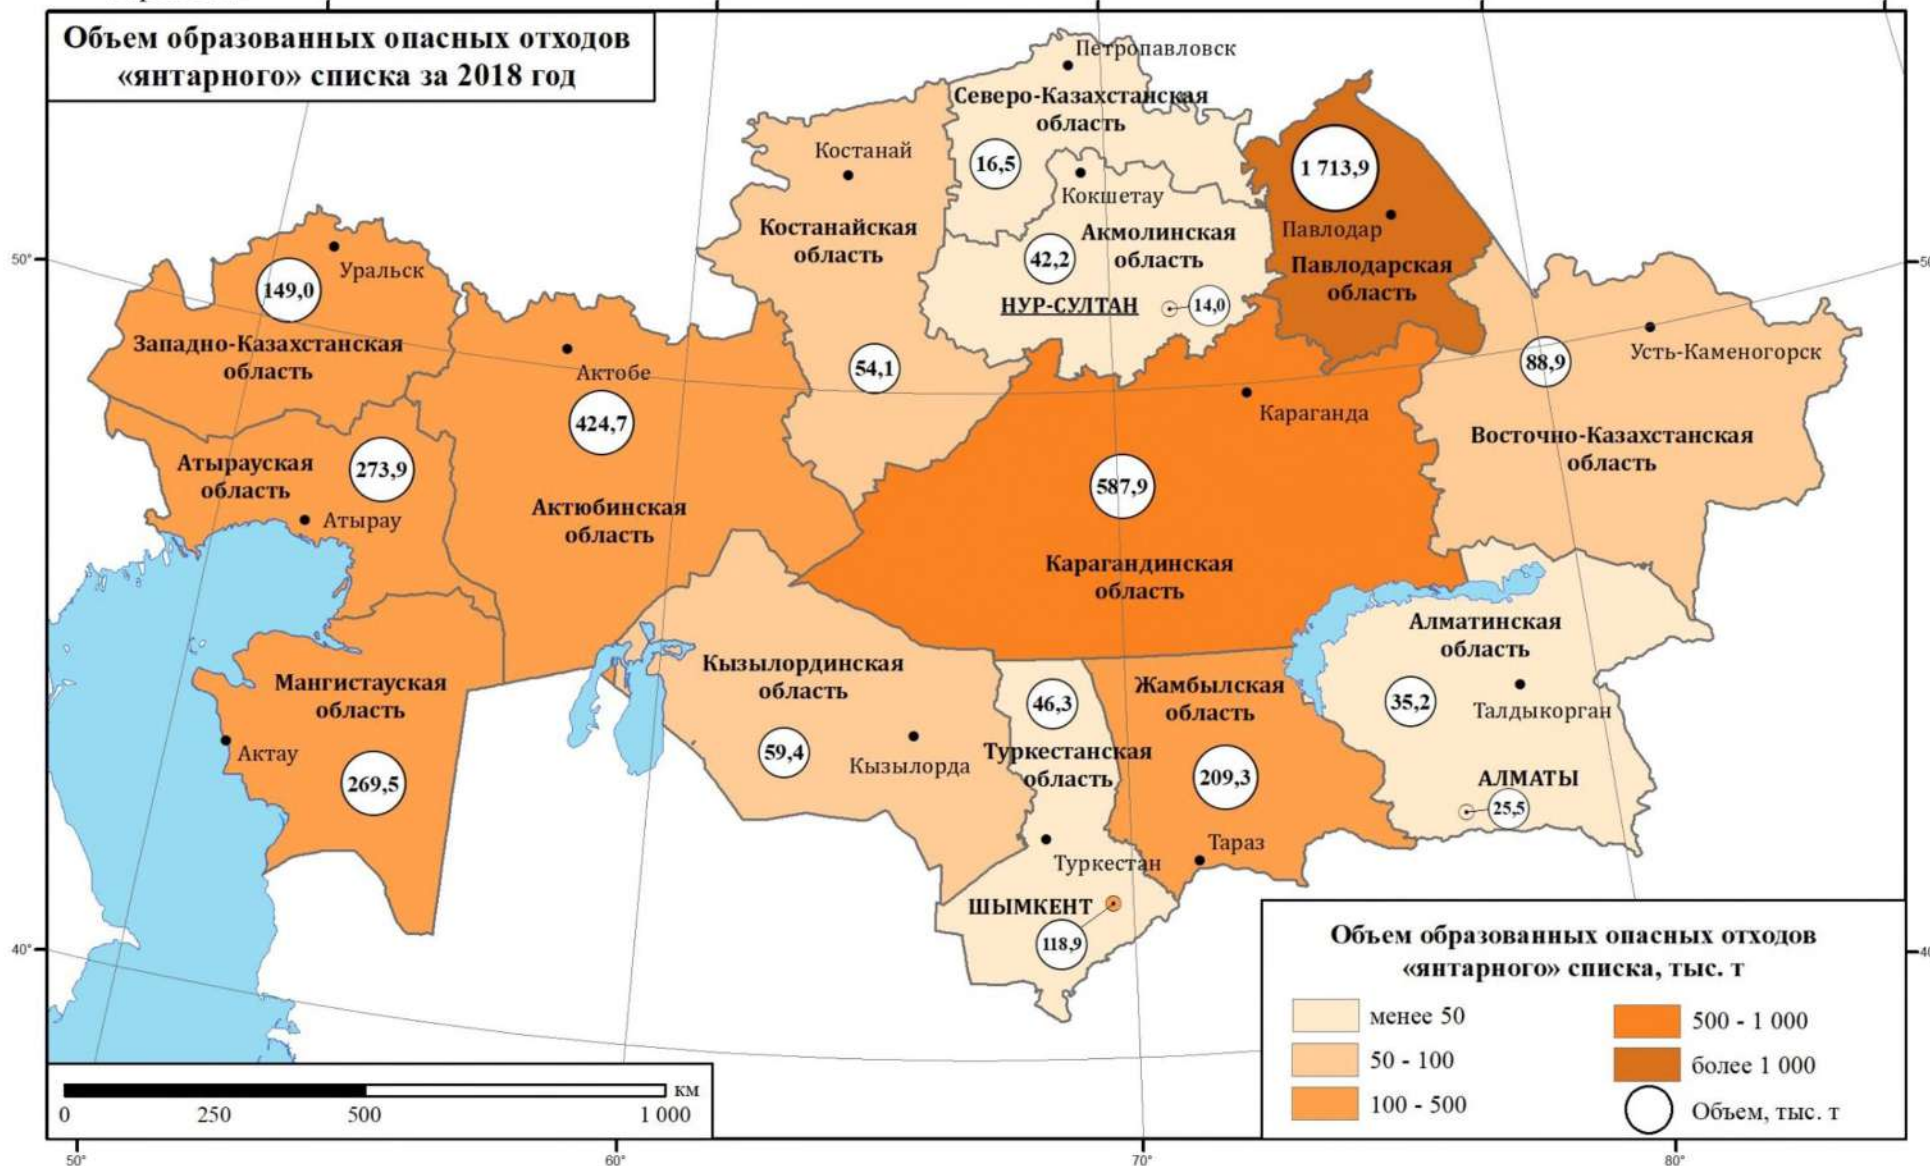 Объем образованных опасных отходов
«янтарного» списка за 2018 год
Петропавловск
Северо-Казахстанская
область
16,5
Костанай
Костанайская
область
54,1
Кокшетау
Акмолинская
область
42,2
НУР-СУЛТАН
14,0
1 713,9
Павлодар
Павлодарская
область
50°
50
Уральск
149,0
Западно-Казахстанская
область
Актобе
424,7
Актюбинская
область
Атырауская
область
273,9
Атырау
Караганда
587,9
Карагандинская
область
88,9
Усть-Каменогорск
Восточно-Казахстанская
область
Мангистауская
область
Актау
269,5
Кызылординская
область
59,4
Кызылорда
46,3
Туркестанская
область
Туркестан
ШЫМКЕНТ
118,9
Жамбылская
область
209,3
Тараз
Алматинская
область
35,2
Талдыкорган
АЛМАТЫ
25,5
40°
40
Объем образованных опасных отходов
«янтарного» списка, тыс. т
менее 50
50 - 100
100 - 500
500 - 1 000
более 1 000
Объем, тыс. т
км
0 250 500 1 000
50° 60° 70° 80°